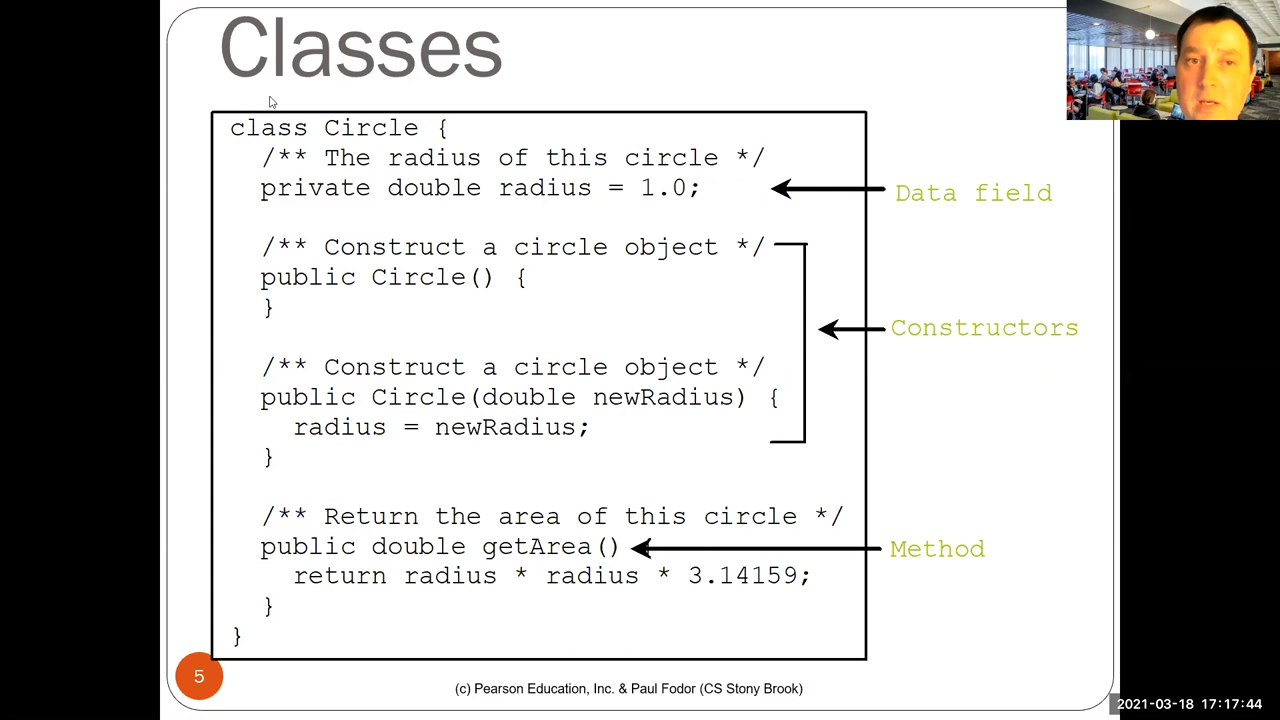 Classes
class Circle {
/** The radius of this circle */
private double radius = 1.0;
Data field
/** Construct a circle object */
public Circle() {
}
Constructors
/** Construct a circle object */
public Circle(double newRadius) {
radius = newRadius;
}
/** Return the area of this circle */
public double getArea()
Method
return radius * radius * 3.14159;
}
}
5
(c) Pearson Education, Inc. & Paul Fodor (CS Stony Brook)
2021-03-18 17:17:44